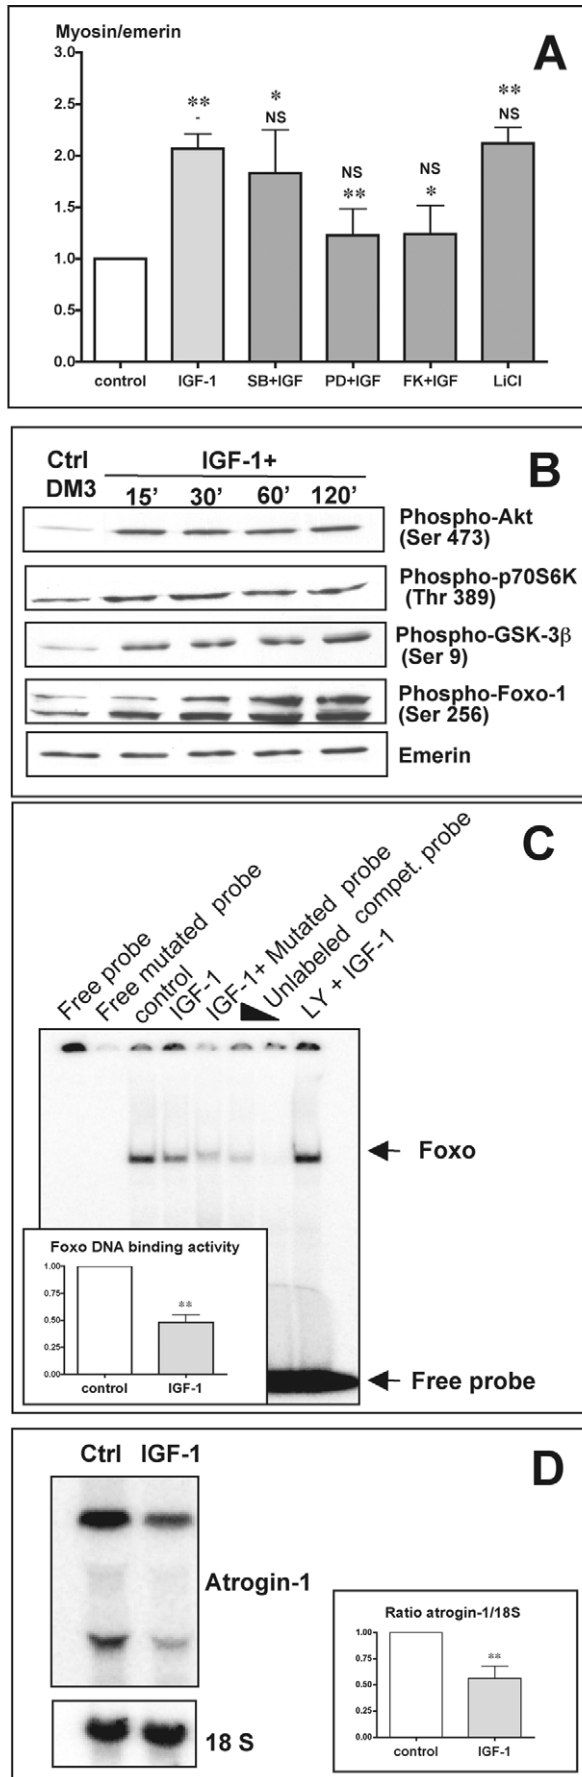 Myosin/emerin
A
3.0
2.5
2.0
1.5
1.0
0.5
0.0
**
-
*
NS
NS
**
NS
*
**
NS
control IGF-1 SB+IGF PD+IGF FK+IGF LiCl
B
Ctrl
DM3
IGF-1+
15’ 30’ 60’ 120’
Phospho-Akt
(Ser 473)
Phospho-p70S6K
(Thr 389)
Phospho-GSK-3β
(Ser 9)
Phospho-Foxo-1
(Ser 256)
Emerin
C
Free probe
Free mutated probe
control
IGF-1
IGF-1+ Mutated probe
Unlabeled compet. probe
LY + IGF-1
Foxo
Foxo DNA binding activity
1.00
0.75
0.50
0.25
0.00
**
control IGF-1
Free probe
D
Ctrl IGF-1
Atrogin-1
18 S
Ratio atrogin-1/18S
1.00
0.75
0.50
0.25
0.00
**
control IGF-1